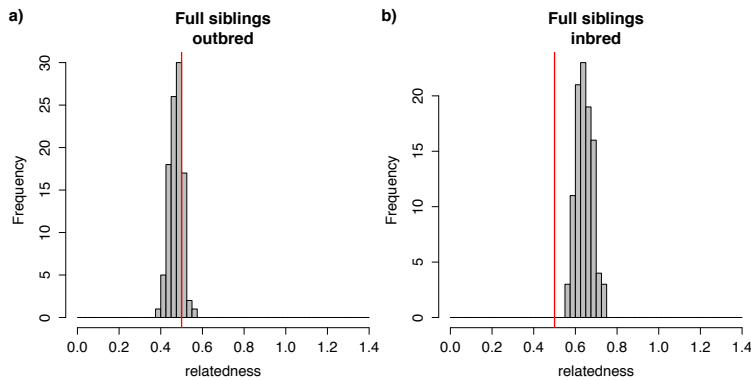 a)
Full siblings
outbred
Frequency
30
25
20
15
10
5
0
0.0 0.2 0.4 0.6 0.8 1.0 1.2 1.4
relatedness
b)
Full siblings
inbred
Frequency
20
15
10
5
0
0.0 0.2 0.4 0.6 0.8 1.0 1.2 1.4
relatedness